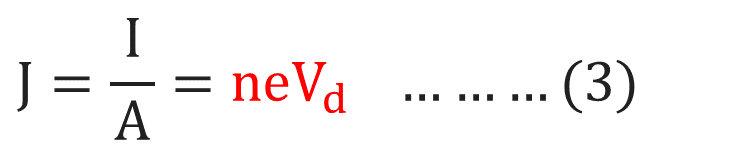 J = I/A = neV_d ... ... ... (3)